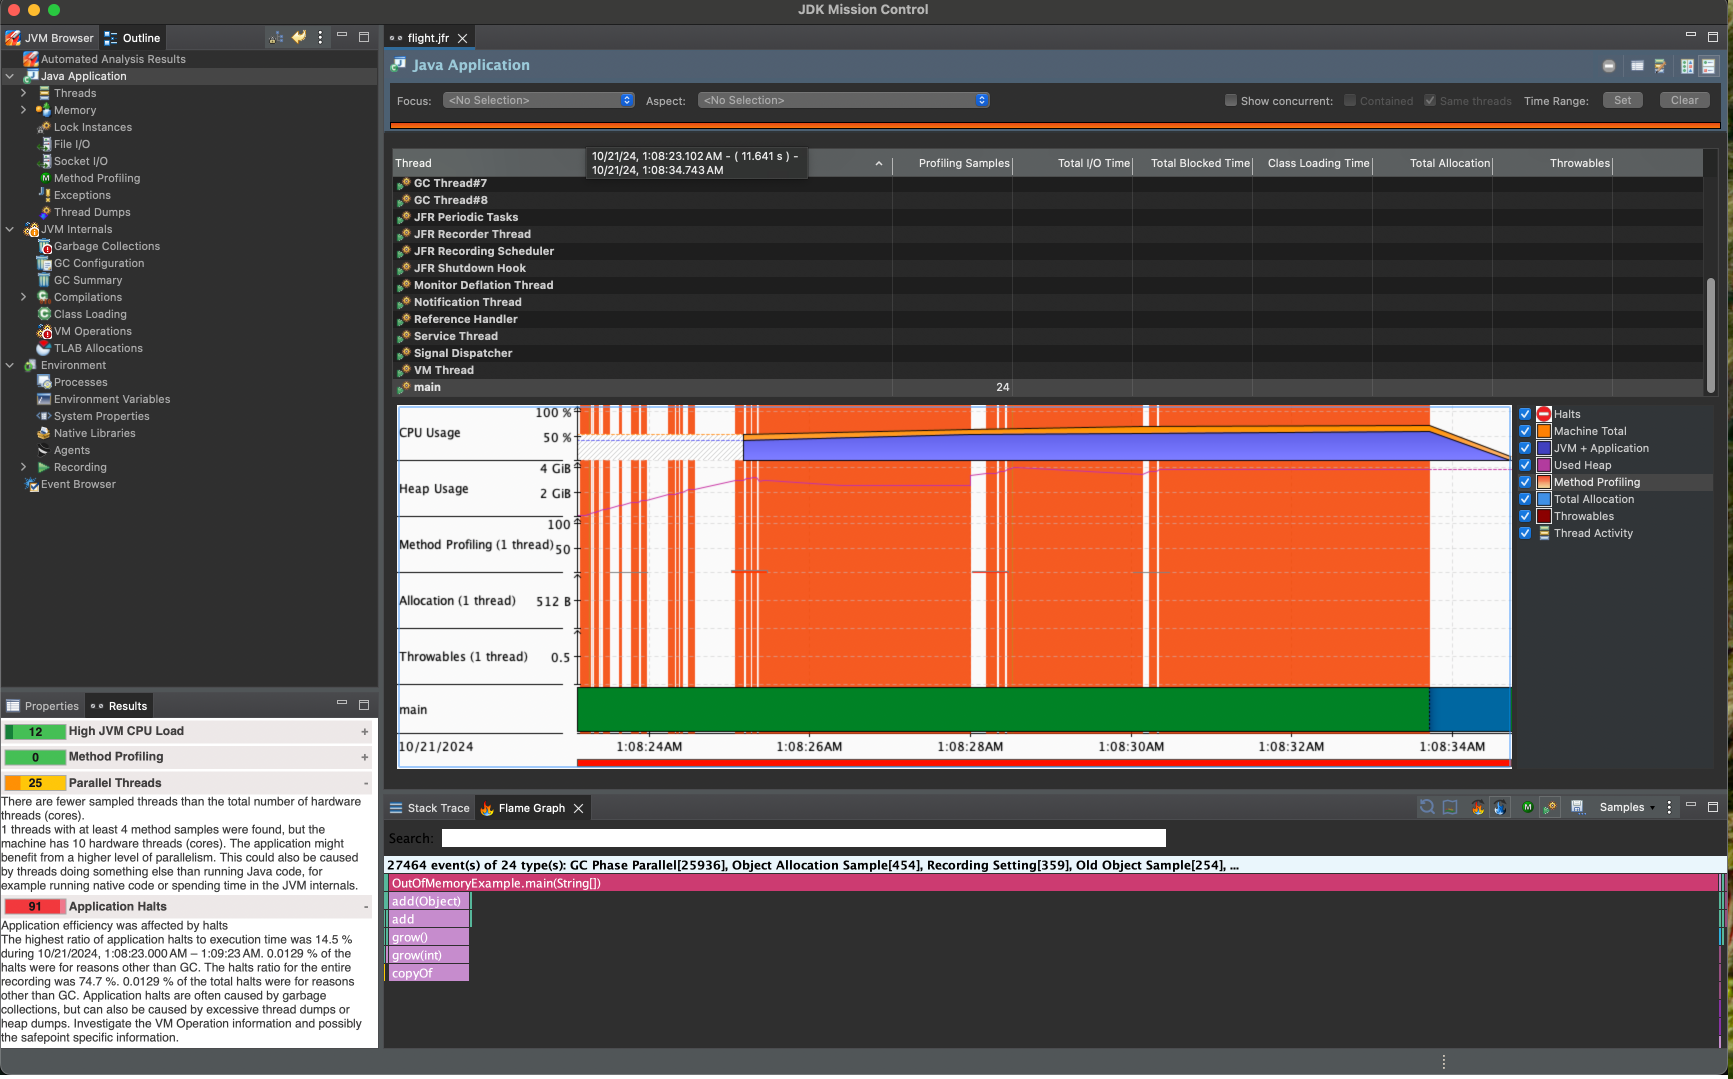 JDK Mission Control
JVM Browser
Outline
Automated Analysis Results
Java Application
Threads
Memory
Lock Instances
File I/O
Socket I/O
Method Profiling
Exceptions
Thread Dumps
JVM Internals
Garbage Collections
GC Configuration
GC Summary
Compilations
Class Loading
VM Operations
TLAB Allocations
Environment
Processes
Environment Variables
System Properties
Native Libraries
Agents
Recording
Event Browser
Properties
Results
12 High JVM CPU Load +
0 Method Profiling +
25 Parallel Threads -
There are fewer sampled threads than the total number of hardware
threads (cores).
1 threads with at least 4 method samples were found, but the
machine has 10 hardware threads (cores). The application might
benefit from a higher level of parallelism. This could also be caused
by threads doing something else than running Java code, for
example running native code or spending time in the JVM internals.
91 Application Halts -
Application efficiency was affected by halts
The highest ratio of application halts to execution time was 14.5 %
during 10/21/2024, 1:08:23.000 AM – 1:09:23 AM. 0.0129 % of the
halts were for reasons other than GC. The halts ratio for the entire
recording was 74.7 %. 0.0129 % of the total halts were for reasons
other than GC. Application halts are often caused by garbage
collections, but can also be caused by excessive thread dumps or
heap dumps. Investigate the VM Operation information and possibly
the safepoint specific information.
flight.jfr
Java Application
Focus: <No Selection> Aspect: <No Selection> Show concurrent: Contained Same threads Time Range: Set Clear
Thread Profiling Samples Total I/O Time Total Blocked Time Class Loading Time Total Allocation Throwables
10/21/24, 1:08:23.102 AM - ( 11.641 s ) -
10/21/24, 1:08:34.743 AM
GC Thread#7
GC Thread#8
JFR Periodic Tasks
JFR Recorder Thread
JFR Recording Scheduler
JFR Shutdown Hook
Monitor Deflation Thread
Notification Thread
Reference Handler
Service Thread
Signal Dispatcher
VM Thread
main 24
100 %
CPU Usage
50 %
4 GiB
Heap Usage
2 GiB
100
Method Profiling (1 thread) 50
Allocation (1 thread) 512 B
Throwables (1 thread) 0.5
main
10/21/2024 1:08:24AM 1:08:26AM 1:08:28AM 1:08:30AM 1:08:32AM 1:08:34AM
Halts
Machine Total
JVM + Application
Used Heap
Method Profiling
Total Allocation
Throwables
Thread Activity
Stack Trace
Flame Graph
Samples
Search:
27464 event(s) of 24 type(s): GC Phase Parallel[25936], Object Allocation Sample[454], Recording Setting[359], Old Object Sample[254], ...
OutOfMemoryExample.main(String[])
add(Object)
add
grow()
grow(int)
copyOf